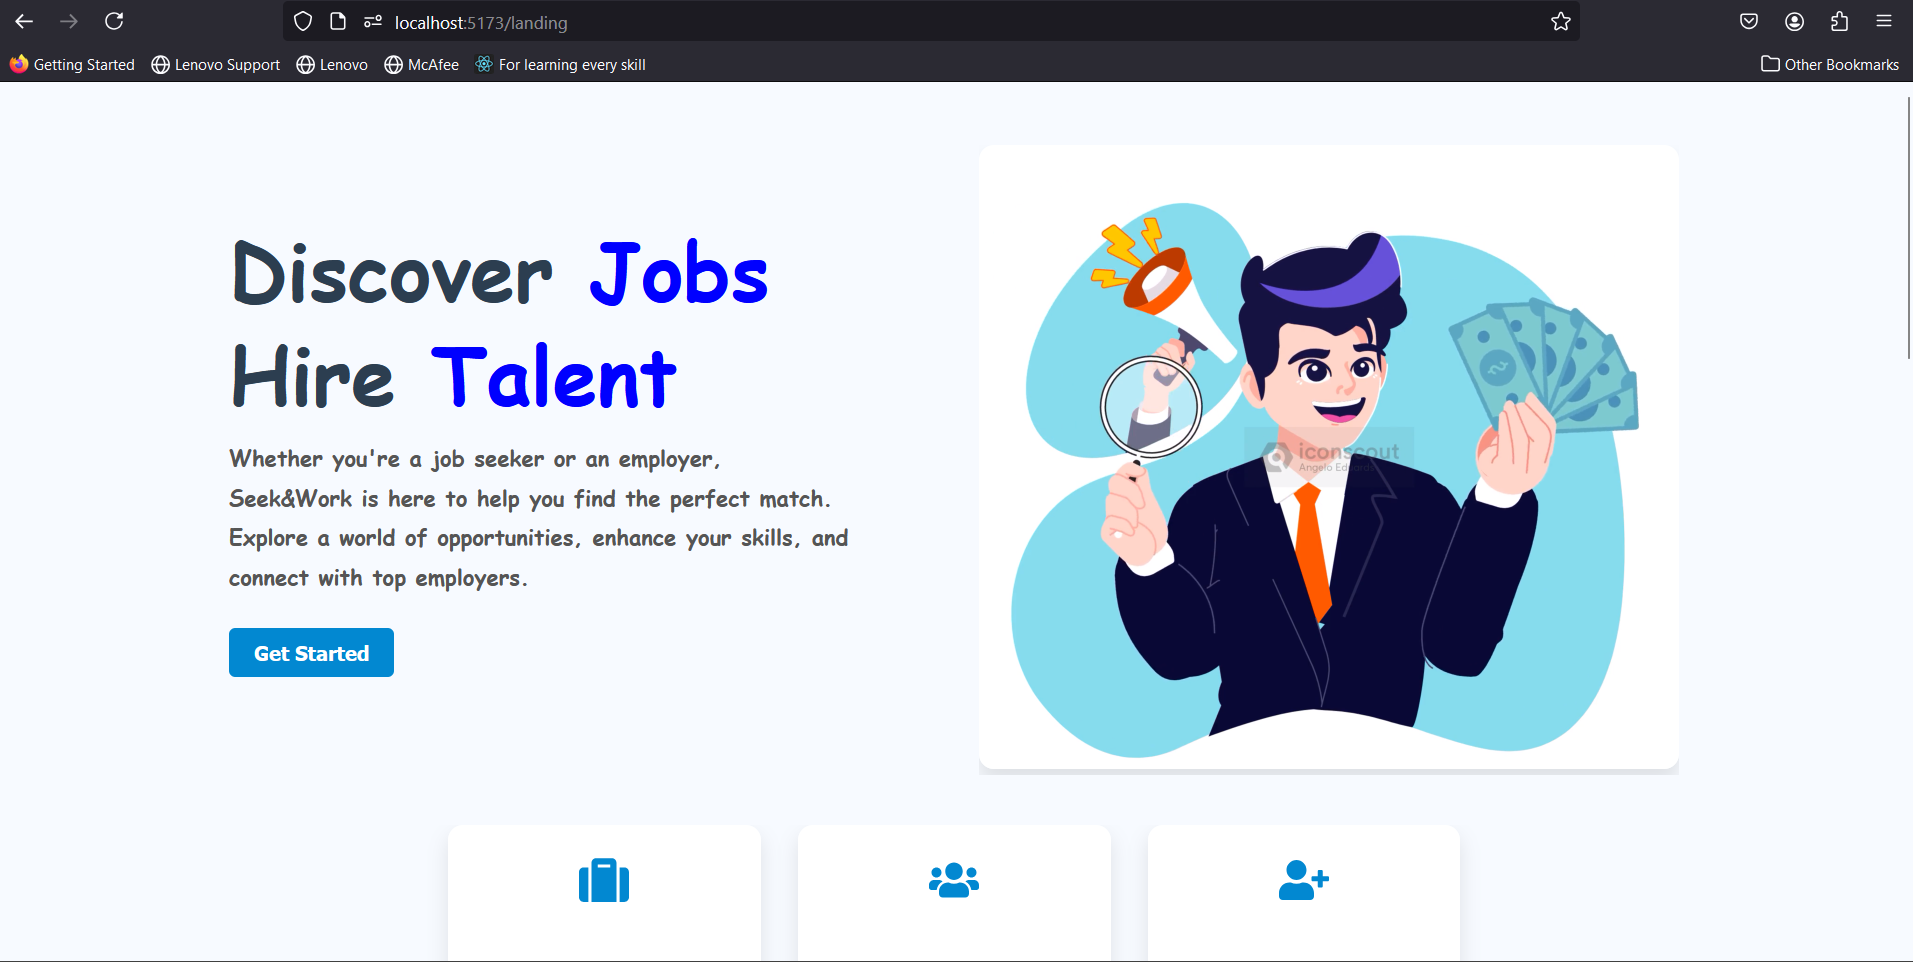 localhost:5173/landing
Getting Started
Lenovo Support
Lenovo
McAfee
For learning every skill
Other Bookmarks
Discover Jobs
Hire Talent
Whether you're a job seeker or an employer,
Seek&Work is here to help you find the perfect match.
Explore a world of opportunities, enhance your skills, and
connect with top employers.
Get Started
iconscout